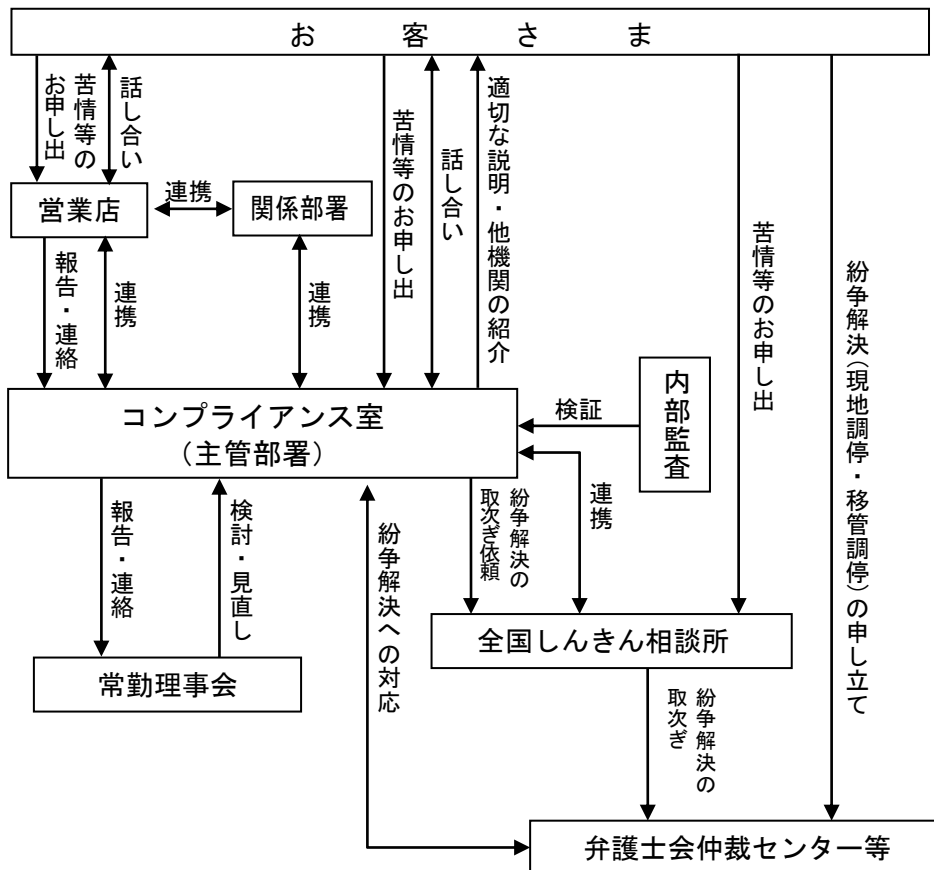 お客さま
苦情等の
お申し出
話し合い
苦情等のお申し出
話し合い
適切な説明・他機関の紹介
苦情等のお申し出
紛争解決（現地調停・移管調停）の申し立て
営業店
連携
関係部署
報告・連絡
連携
連携
コンプライアンス室
（主管部署）
検証
内部監査
報告・連絡
検討・見直し
紛争解決への対応
紛争解決の
取次ぎ依頼
連携
常勤理事会
全国しんきん相談所
紛争解決の
取次ぎ
弁護士会仲裁センター等